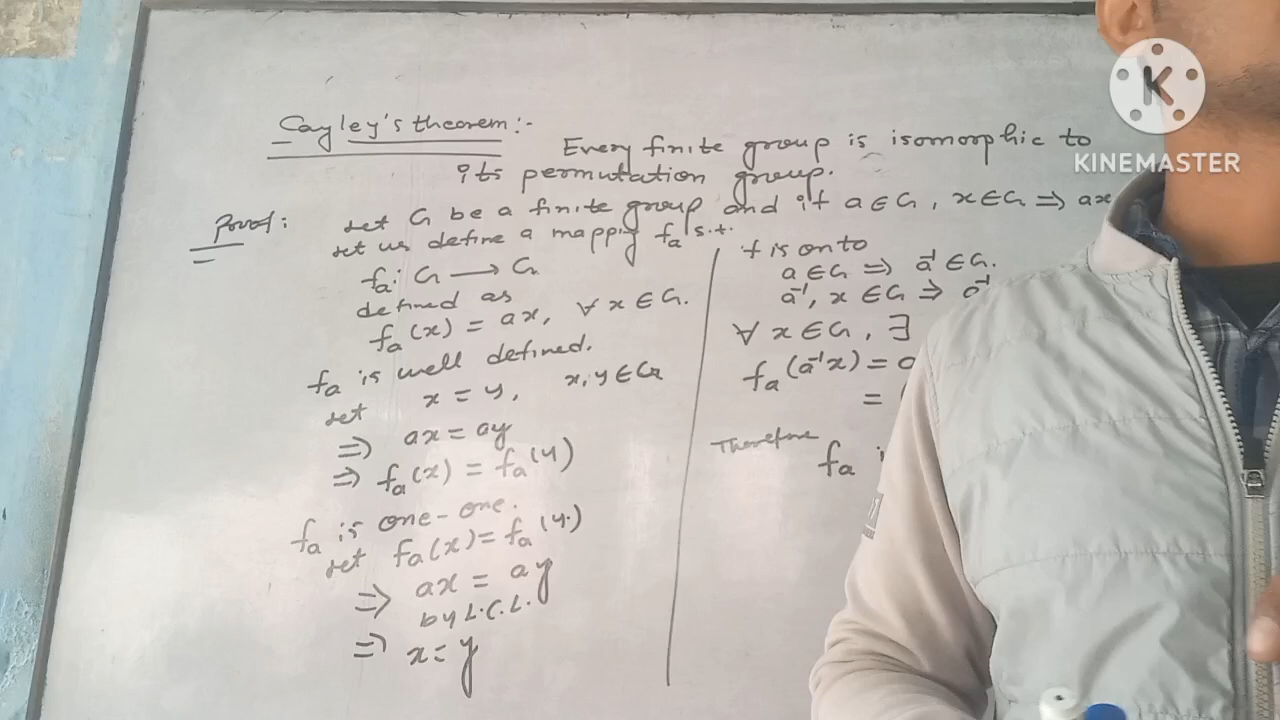 Cayley's theorem:-
Every finite group is isomorphic to
its permutation group.
Proof:
Let G be a finite group and if a ∈ G, x ∈ G ⇒ ax
Let us define a mapping fₐ s.t.
fₐ: G ⟶ G
defined as
fₐ(x) = ax, ∀ x ∈ G.
fₐ is well defined.
Let x = y, x, y ∈ G
⇒ ax = ay
⇒ fₐ(x) = fₐ(y)
fₐ is one-one.
Let fₐ(x) = fₐ(y.)
⇒ ax = ay
by L.C.L.
⇒ x = y
f is onto
a ∈ G ⇒ a⁻¹ ∈ G.
a⁻¹, x ∈ G ⇒ a⁻¹
∀ x ∈ G, ∃
fₐ(a⁻¹x) =
=
Therefore
fₐ
K
KINEMASTER